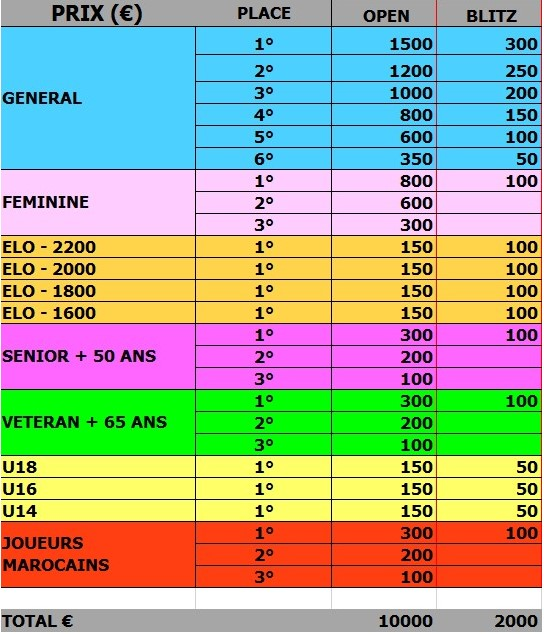 PRIX (€) PLACE OPEN BLITZ
1° 1500 300
2° 1200 250
GENERAL 3° 1000 200
4° 800 150
5° 600 100
6° 350 50
1° 800 100
FEMININE 2° 600
3° 300
ELO - 2200 1° 150 100
ELO - 2000 1° 150 100
ELO - 1800 1° 150 100
ELO - 1600 1° 150 100
1° 300 100
SENIOR + 50 ANS 2° 200
3° 100
1° 300 100
VETERAN + 65 ANS 2° 200
3° 100
U18 1° 150 50
U16 1° 150 50
U14 1° 150 50
JOUEURS 1° 300 100
MAROCAINS 2° 200
3° 100
TOTAL € 10000 2000